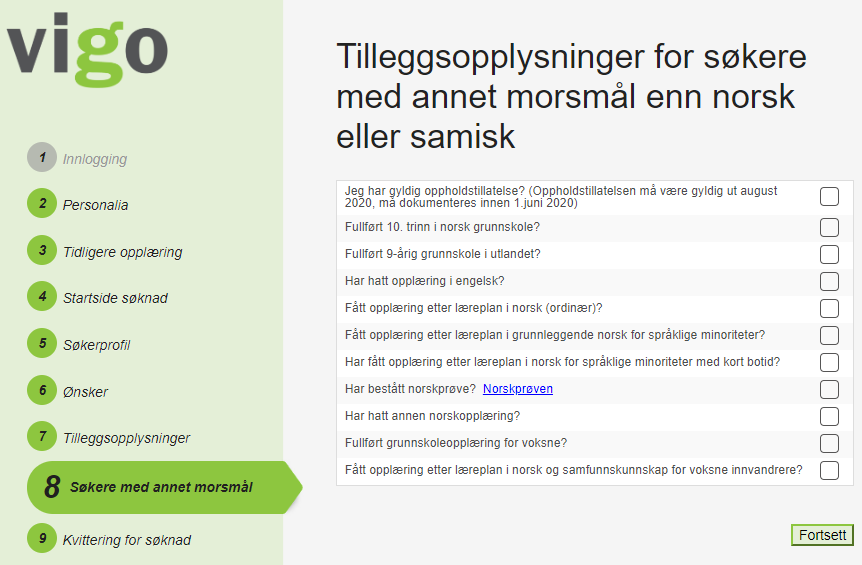 vigo
1 Innlogging
2 Personalia
3 Tidligere opplæring
4 Startside søknad
5 Søkerprofil
6 Ønsker
7 Tilleggsopplysninger
8 Søkere med annet morsmål
9 Kvittering for søknad
Tilleggsopplysninger for søkere
med annet morsmål enn norsk
eller samisk
Jeg har gyldig oppholdstillatelse? (Oppholdstillatelsen må være gyldig ut august
2020, må dokumenteres innen 1.juni 2020)
Fullført 10. trinn i norsk grunnskole?
Fullført 9-årig grunnskole i utlandet?
Har hatt opplæring i engelsk?
Fått opplæring etter læreplan i norsk (ordinær)?
Fått opplæring etter læreplan i grunnleggende norsk for språklige minoriteter?
Har fått opplæring etter læreplan i norsk for språklige minoriteter med kort botid?
Har bestått norskprøve? Norskprøven
Har hatt annen norskopplæring?
Fullført grunnskoleopplæring for voksne?
Fått opplæring etter læreplan i norsk og samfunnskunnskap for voksne innvandrere?
Fortsett